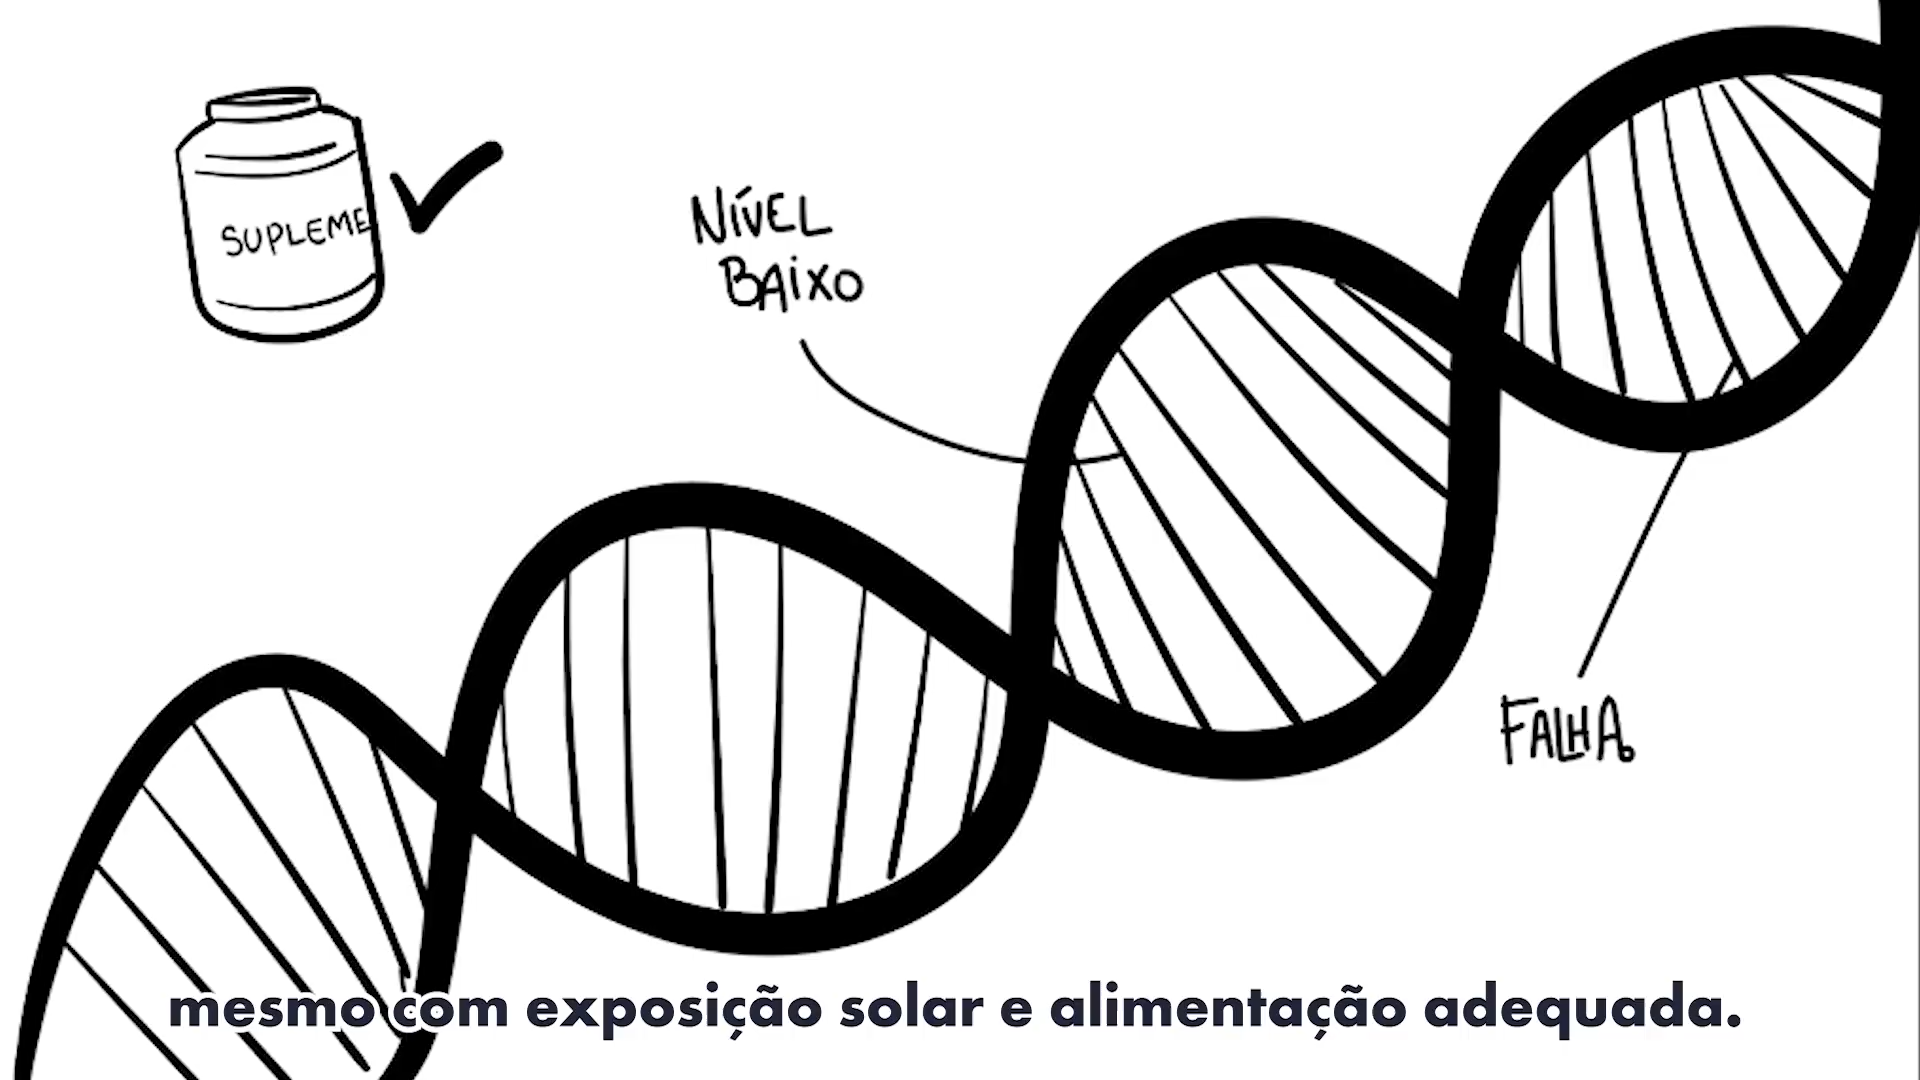 SUPLEME
NÍVEL
BAIXO
FALHA
mesmo com exposição solar e alimentação adequada.